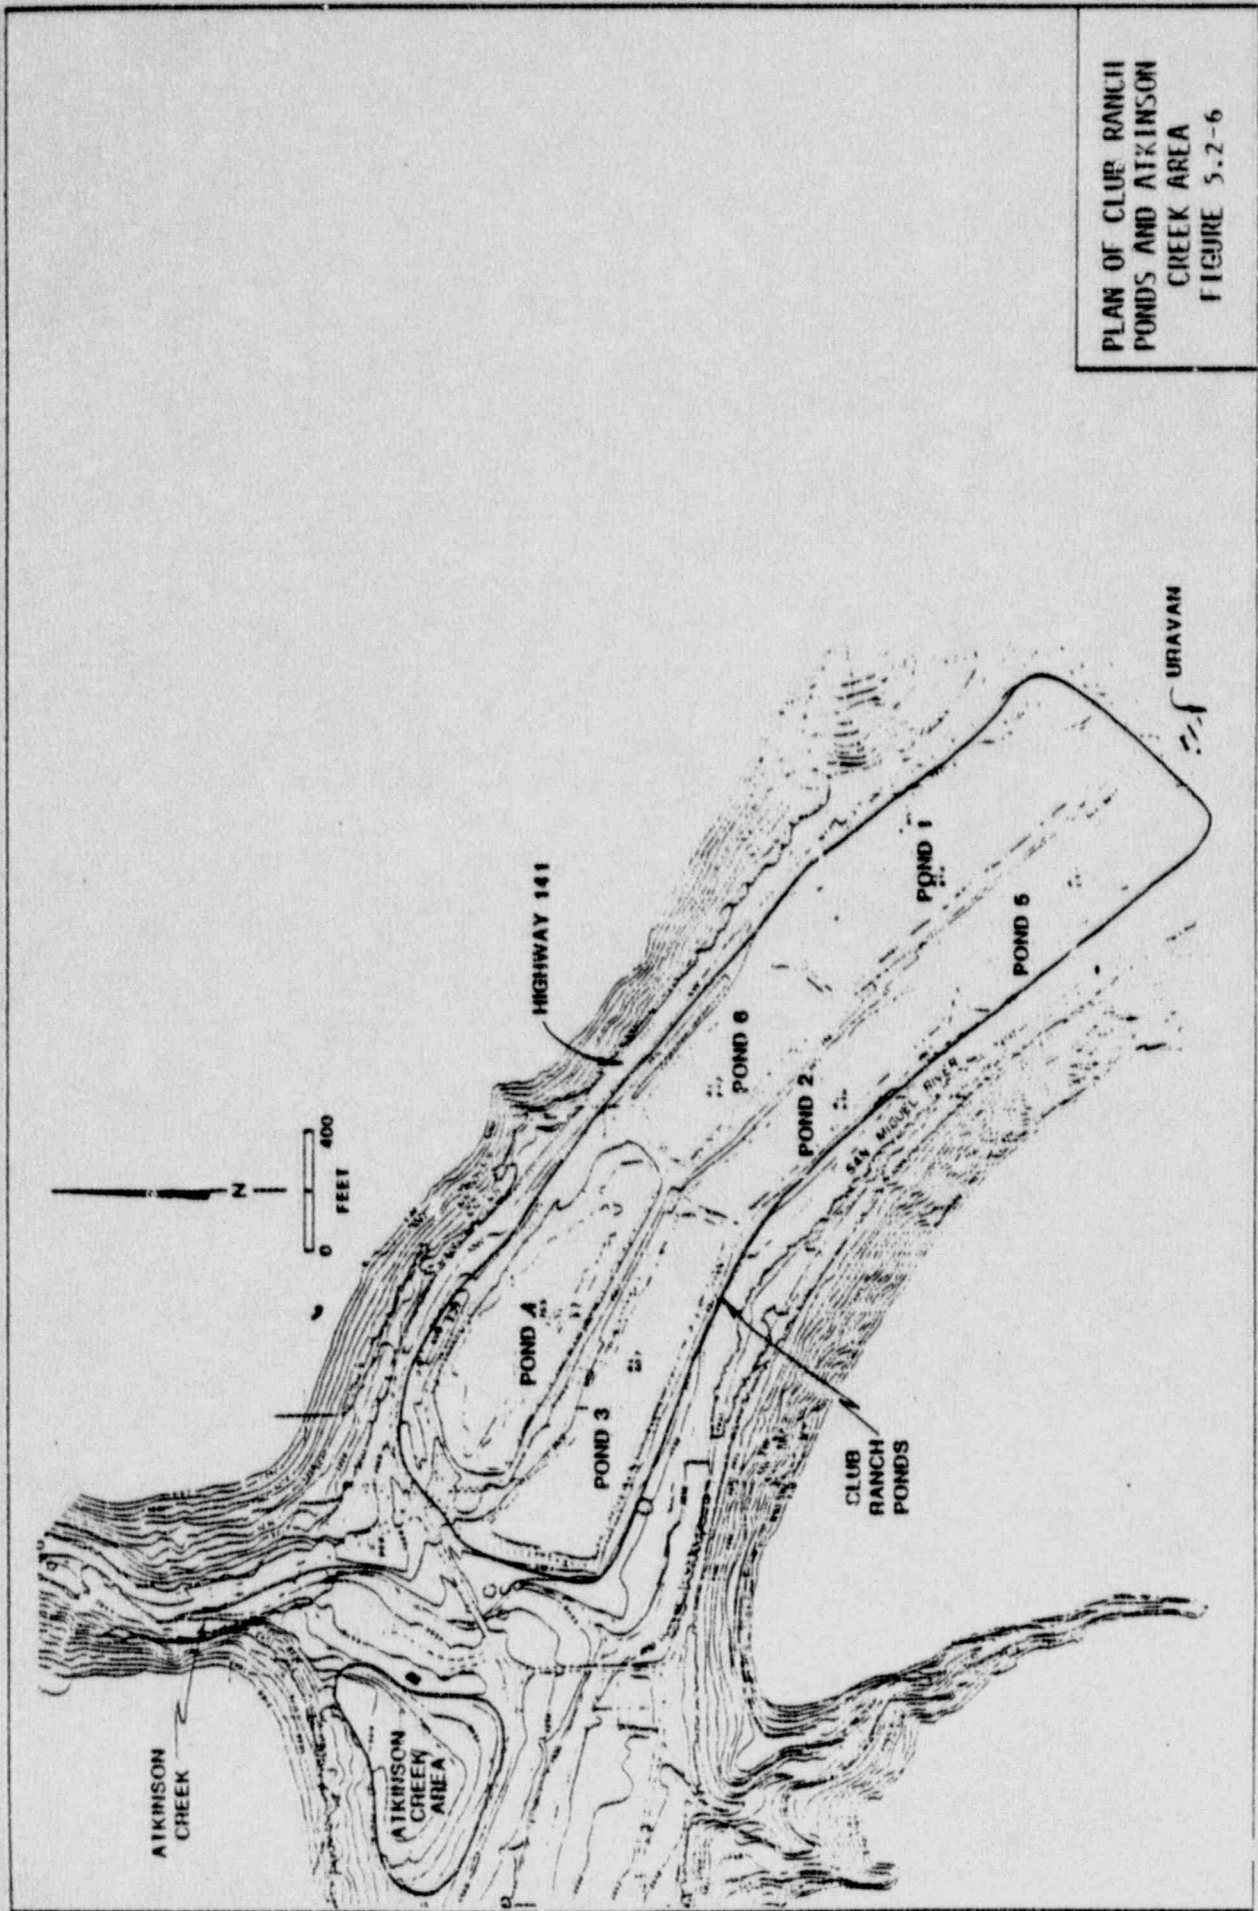 PLAN OF CLUB RANCH
PONDS AND ATKINSON
CREEK AREA
FIGURE 5.2-6
ATKINSON
CREEK
N
0 400
FEET
HIGHWAY 141
ATKINSON
CREEK
AREA
POND A
POND 3
POND 6
POND 2
POND 1
POND 5
SAN MIGUEL RIVER
CLUB
RANCH
PONDS
URAVAN